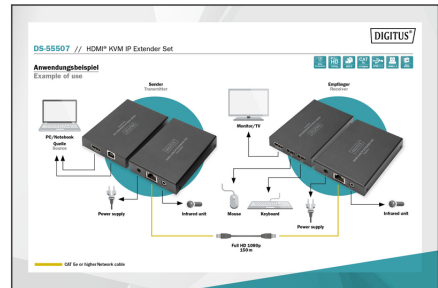 DIGITUS®
DS-55507 // HDMI® KVM IP Extender Set
Anwendungsbeispiel
Example of use
Sender
Transmitter
Empfänger
Receiver
PC/Notebook
Quelle
Source
Monitor/TV
Power supply
Infrared unit
Mouse
Keyboard
Power supply
Infrared unit
Full HD 1080p
150 m
CAT 5e or higher Network cable